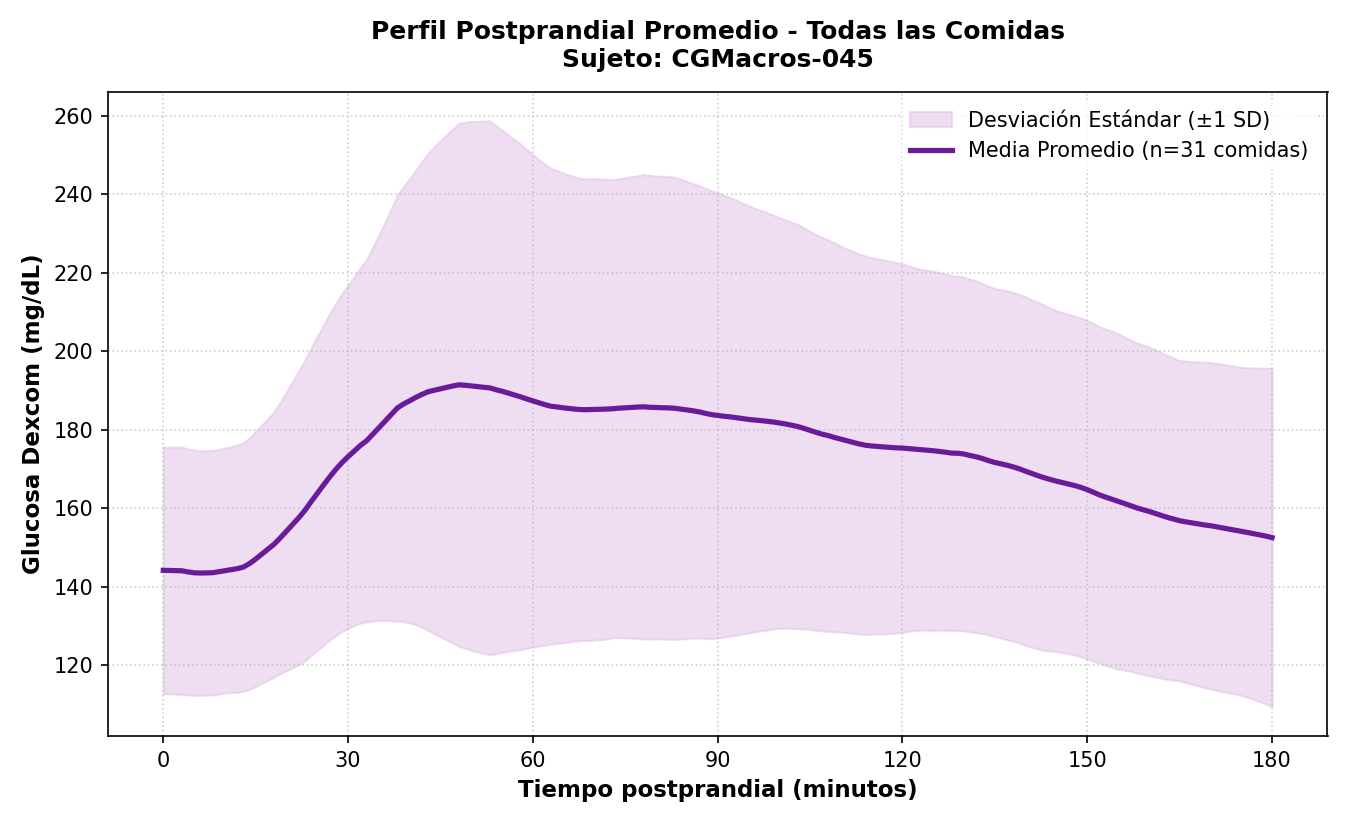 Perfil Postprandial Promedio - Todas las Comidas
Sujeto: CGMacros-045
Desviación Estándar (±1 SD)
Media Promedio (n=31 comidas)
Glucosa Dexcom (mg/dL)
260
240
220
200
180
160
140
120
0 30 60 90 120 150 180
Tiempo postprandial (minutos)